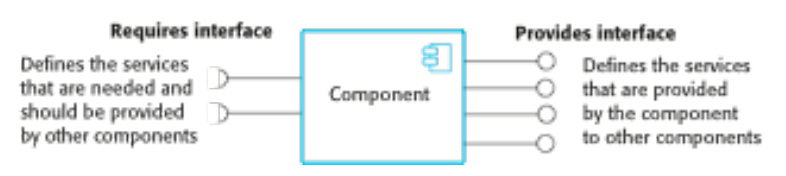 Requires interface
Defines the services
that are needed and
should be provided
by other components
Component
Provides interface
Defines the services
that are provided
by the component
to other components